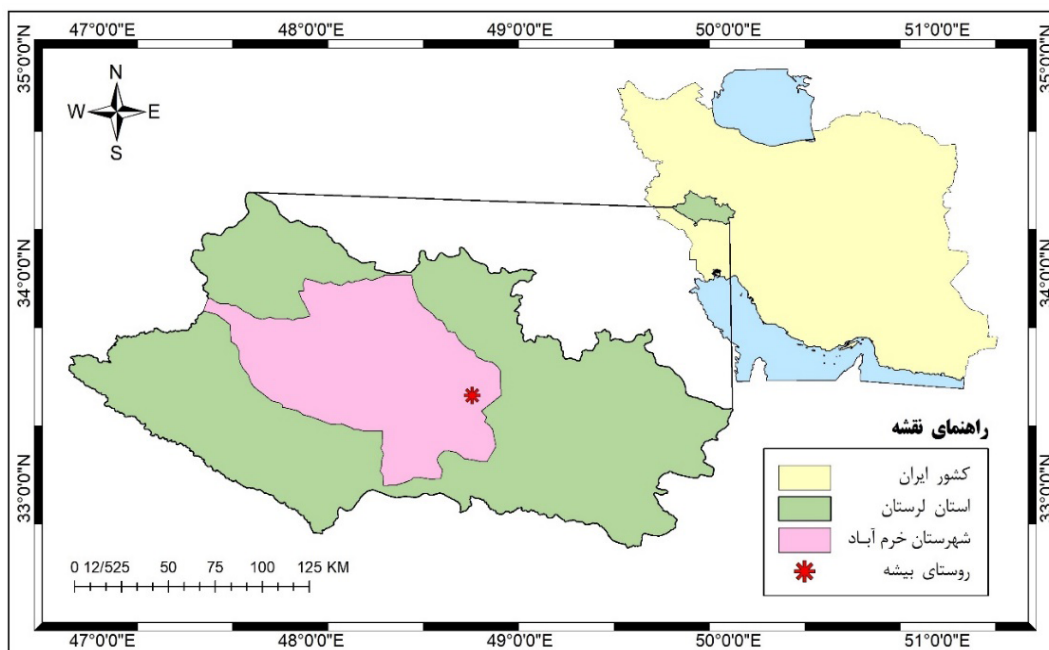 47°0'0"E 48°0'0"E 49°0'0"E 50°0'0"E 51°0'0"E
35°0'0"N
35°0'0"N
N
W E
S
34°0'0"N
34°0'0"N
راهنمای نقشه
کشور ایران
استان لرستان
شهرستان خرم آباد
روستای بیشه
33°0'0"N
33°0'0"N
0 12/525 50 75 100 125 KM
47°0'0"E 48°0'0"E 49°0'0"E 50°0'0"E 51°0'0"E